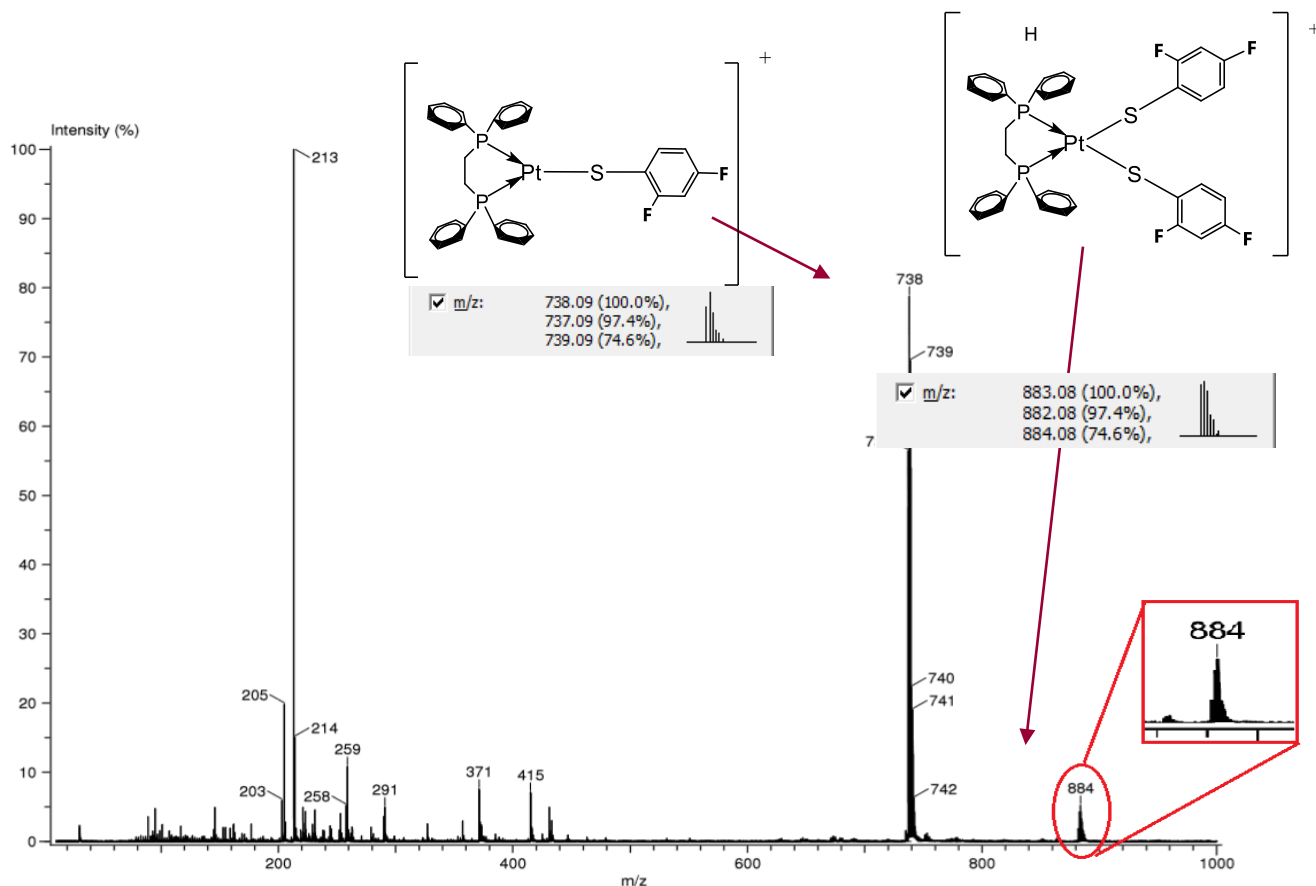 H
+
F
F
S
P
Pt
P
S
F
F
+
P
Pt
S
F
P
F
Intensity (%)
100
90
80
70
60
50
40
30
20
10
0
213
205
214
203
258
259
291
371
415
738
739
740
741
742
884
m/z:
738.09 (100.0%),
737.09 (97.4%),
739.09 (74.6%),
m/z:
883.08 (100.0%),
882.08 (97.4%),
884.08 (74.6%),
884
200
400
600
800
1000
m/z